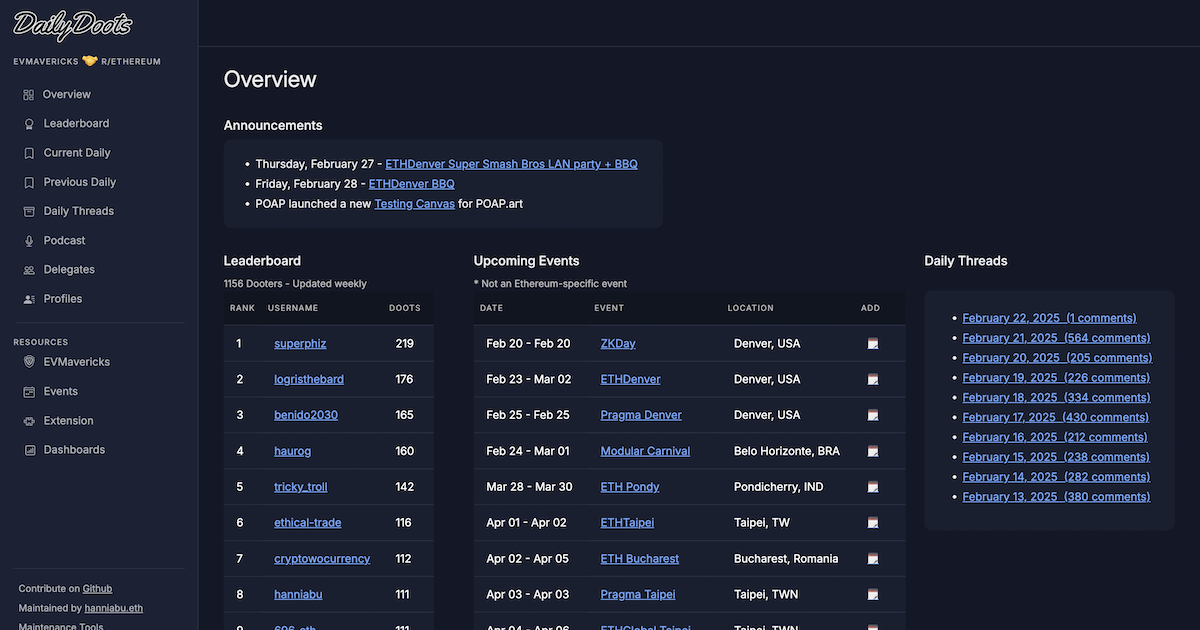 DailyDoots
EVMAVERICKS 🤝 R/ETHEREUM
Overview
Leaderboard
Current Daily
Previous Daily
Daily Threads
Podcast
Delegates
Profiles
RESOURCES
EVMavericks
Events
Extension
Dashboards
Contribute on Github
Maintained by hanniabu.eth
Maintenance Tools
Overview
Announcements
• Thursday, February 27 - ETHDenver Super Smash Bros LAN party + BBQ
• Friday, February 28 - ETHDenver BBQ
• POAP launched a new Testing Canvas for POAP.art
Leaderboard
1156 Dooters - Updated weekly
RANK USERNAME DOOTS
1 superphiz 219
2 logristhebard 176
3 benido2030 165
4 haurog 160
5 tricky_troll 142
6 ethical-trade 116
7 cryptowocurrency 112
8 hanniabu 111
9 696_eth 111
Upcoming Events
* Not an Ethereum-specific event
DATE EVENT LOCATION ADD
Feb 20 - Feb 20 ZKDay Denver, USA
Feb 23 - Mar 02 ETHDenver Denver, USA
Feb 25 - Feb 25 Pragma Denver Denver, USA
Feb 24 - Mar 01 Modular Carnival Belo Horizonte, BRA
Mar 28 - Mar 30 ETH Pondy Pondicherry, IND
Apr 01 - Apr 02 ETHTaipei Taipei, TW
Apr 02 - Apr 05 ETH Bucharest Bucharest, Romania
Apr 03 - Apr 03 Pragma Taipei Taipei, TWN
Apr 04 - Apr 06 ETHGlobal Taipei Taipei, TWN
Daily Threads
• February 22, 2025 (1 comments)
• February 21, 2025 (564 comments)
• February 20, 2025 (205 comments)
• February 19, 2025 (226 comments)
• February 18, 2025 (334 comments)
• February 17, 2025 (430 comments)
• February 16, 2025 (212 comments)
• February 15, 2025 (238 comments)
• February 14, 2025 (282 comments)
• February 13, 2025 (380 comments)